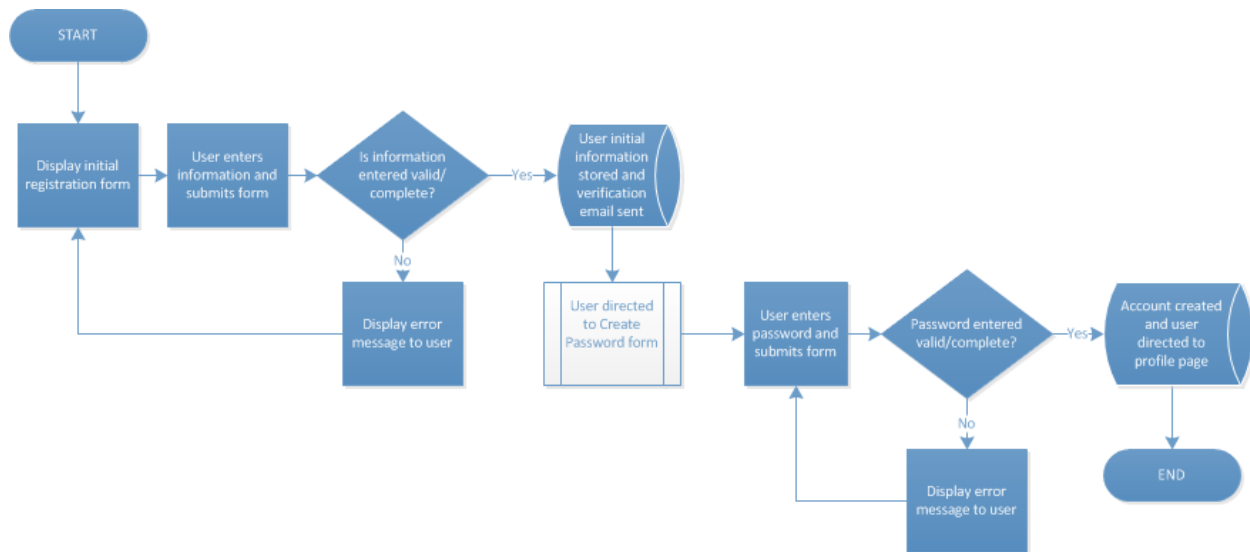 START
Display initial
registration form
User enters
information and
submits form
Is information
entered valid/
complete?
Yes
User initial
information
stored and
verification
email sent
No
Display error
message to user
User directed
to Create
Password form
User enters
password and
submits form
Password entered
valid/complete?
Yes
Account created
and user
directed to
profile page
No
Display error
message to user
END